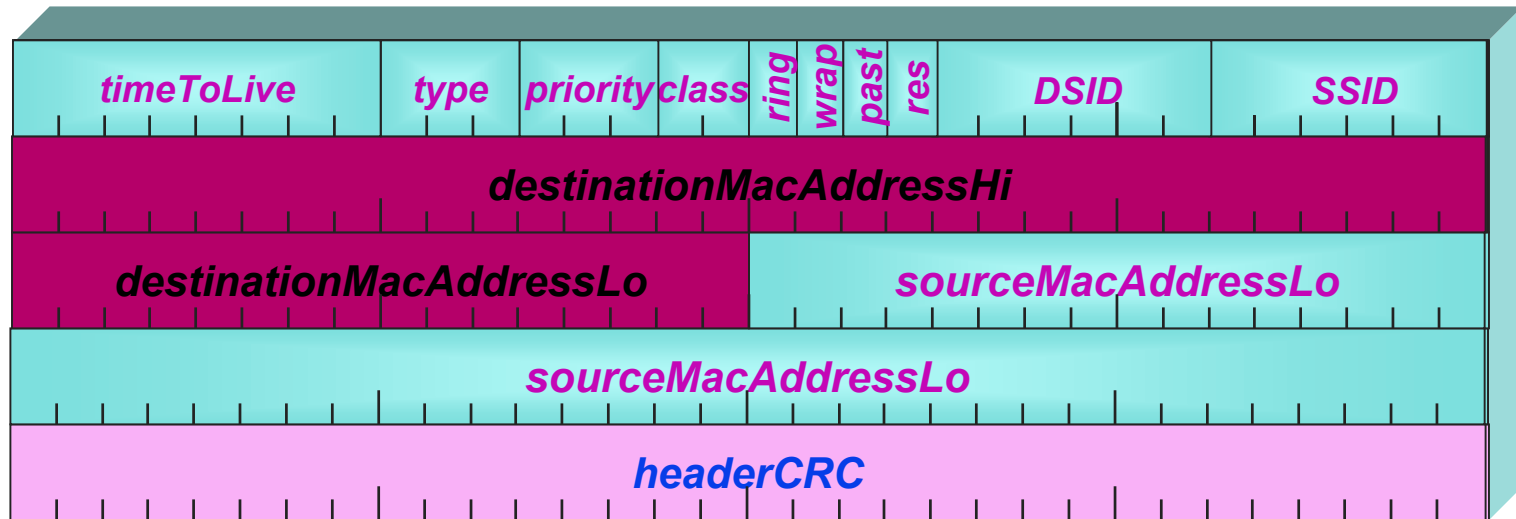 timeToLive type priority class ring wrap past res DSID SSID
destinationMacAddressHi
destinationMacAddressLo sourceMacAddressLo
sourceMacAddressLo
headerCRC